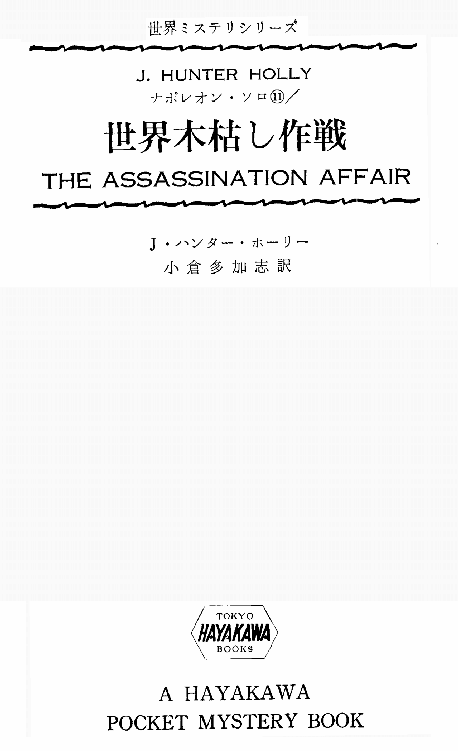 世界ミステリシリーズ
J. HUNTER HOLLY
ナポレオン・ソロ⑪／
世界木枯し作戦
THE ASSASSINATION AFFAIR
J・ハンター・ホーリー
小倉多加志訳
TOKYO
HAYAKAWA
BOOKS
A HAYAKAWA
POCKET MYSTERY BOOK